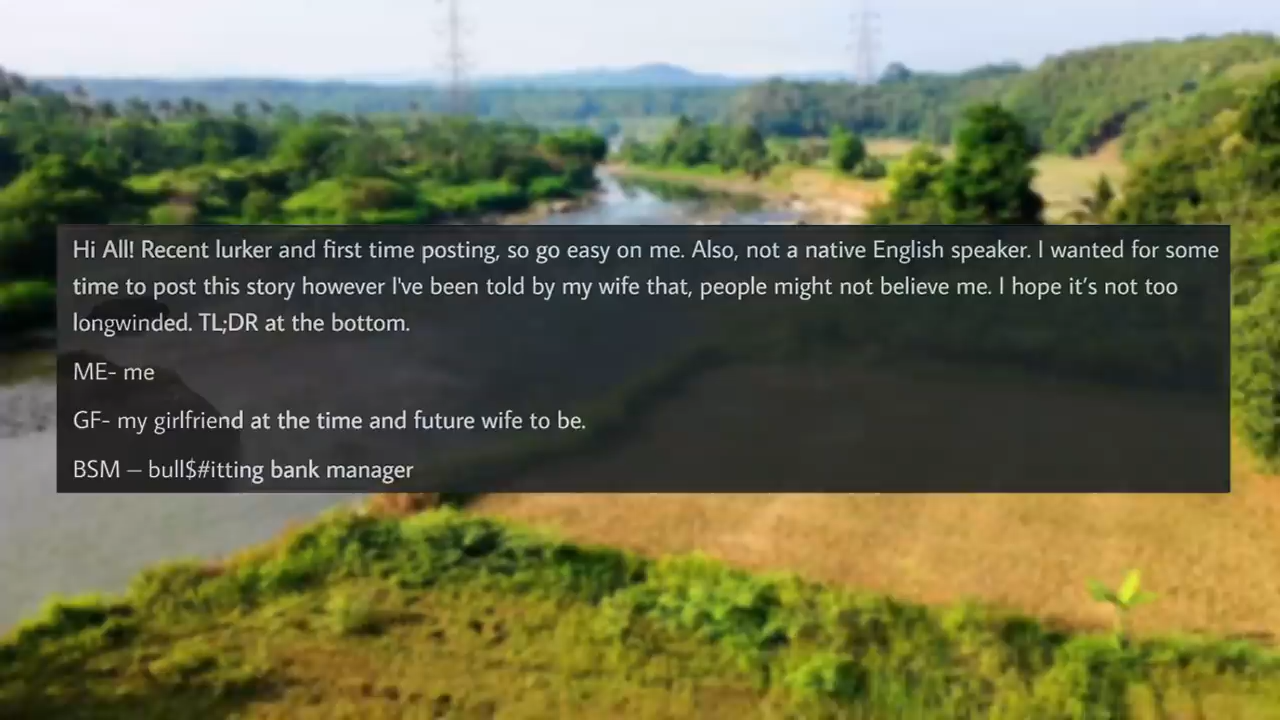 Hi All! Recent lurker and first time posting, so go easy on me. Also, not a native English speaker. I wanted for some
time to post this story however I've been told by my wife that, people might not believe me. I hope it’s not too
longwinded. TL;DR at the bottom.
ME- me
GF- my girlfriend at the time and future wife to be.
BSM – bull$#itting bank manager